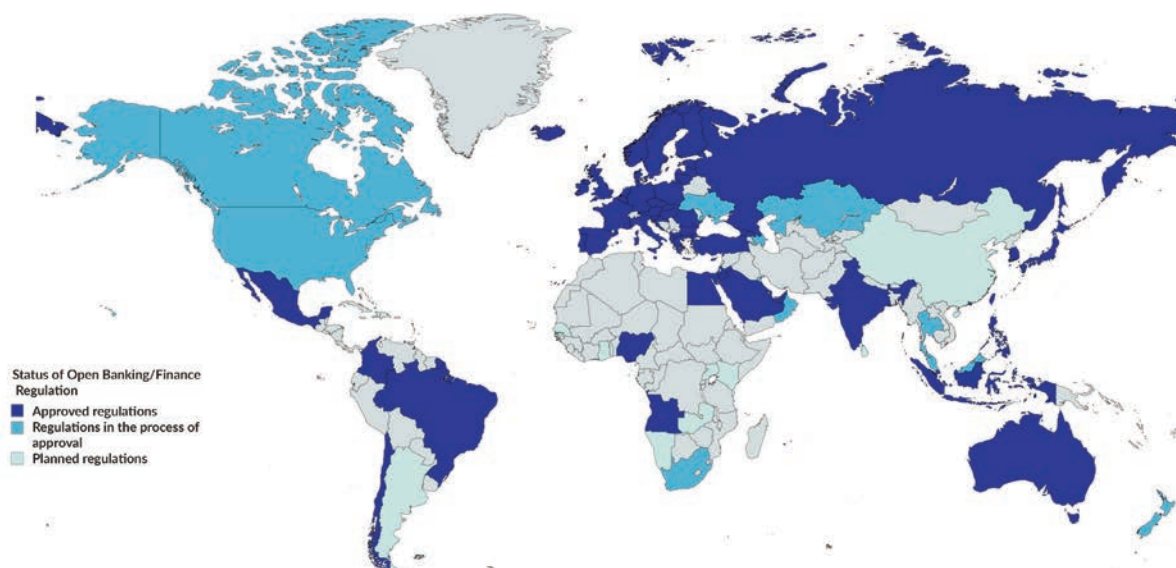 Status of Open Banking/Finance
Regulation
Approved regulations
Regulations in the process of
approval
Planned regulations